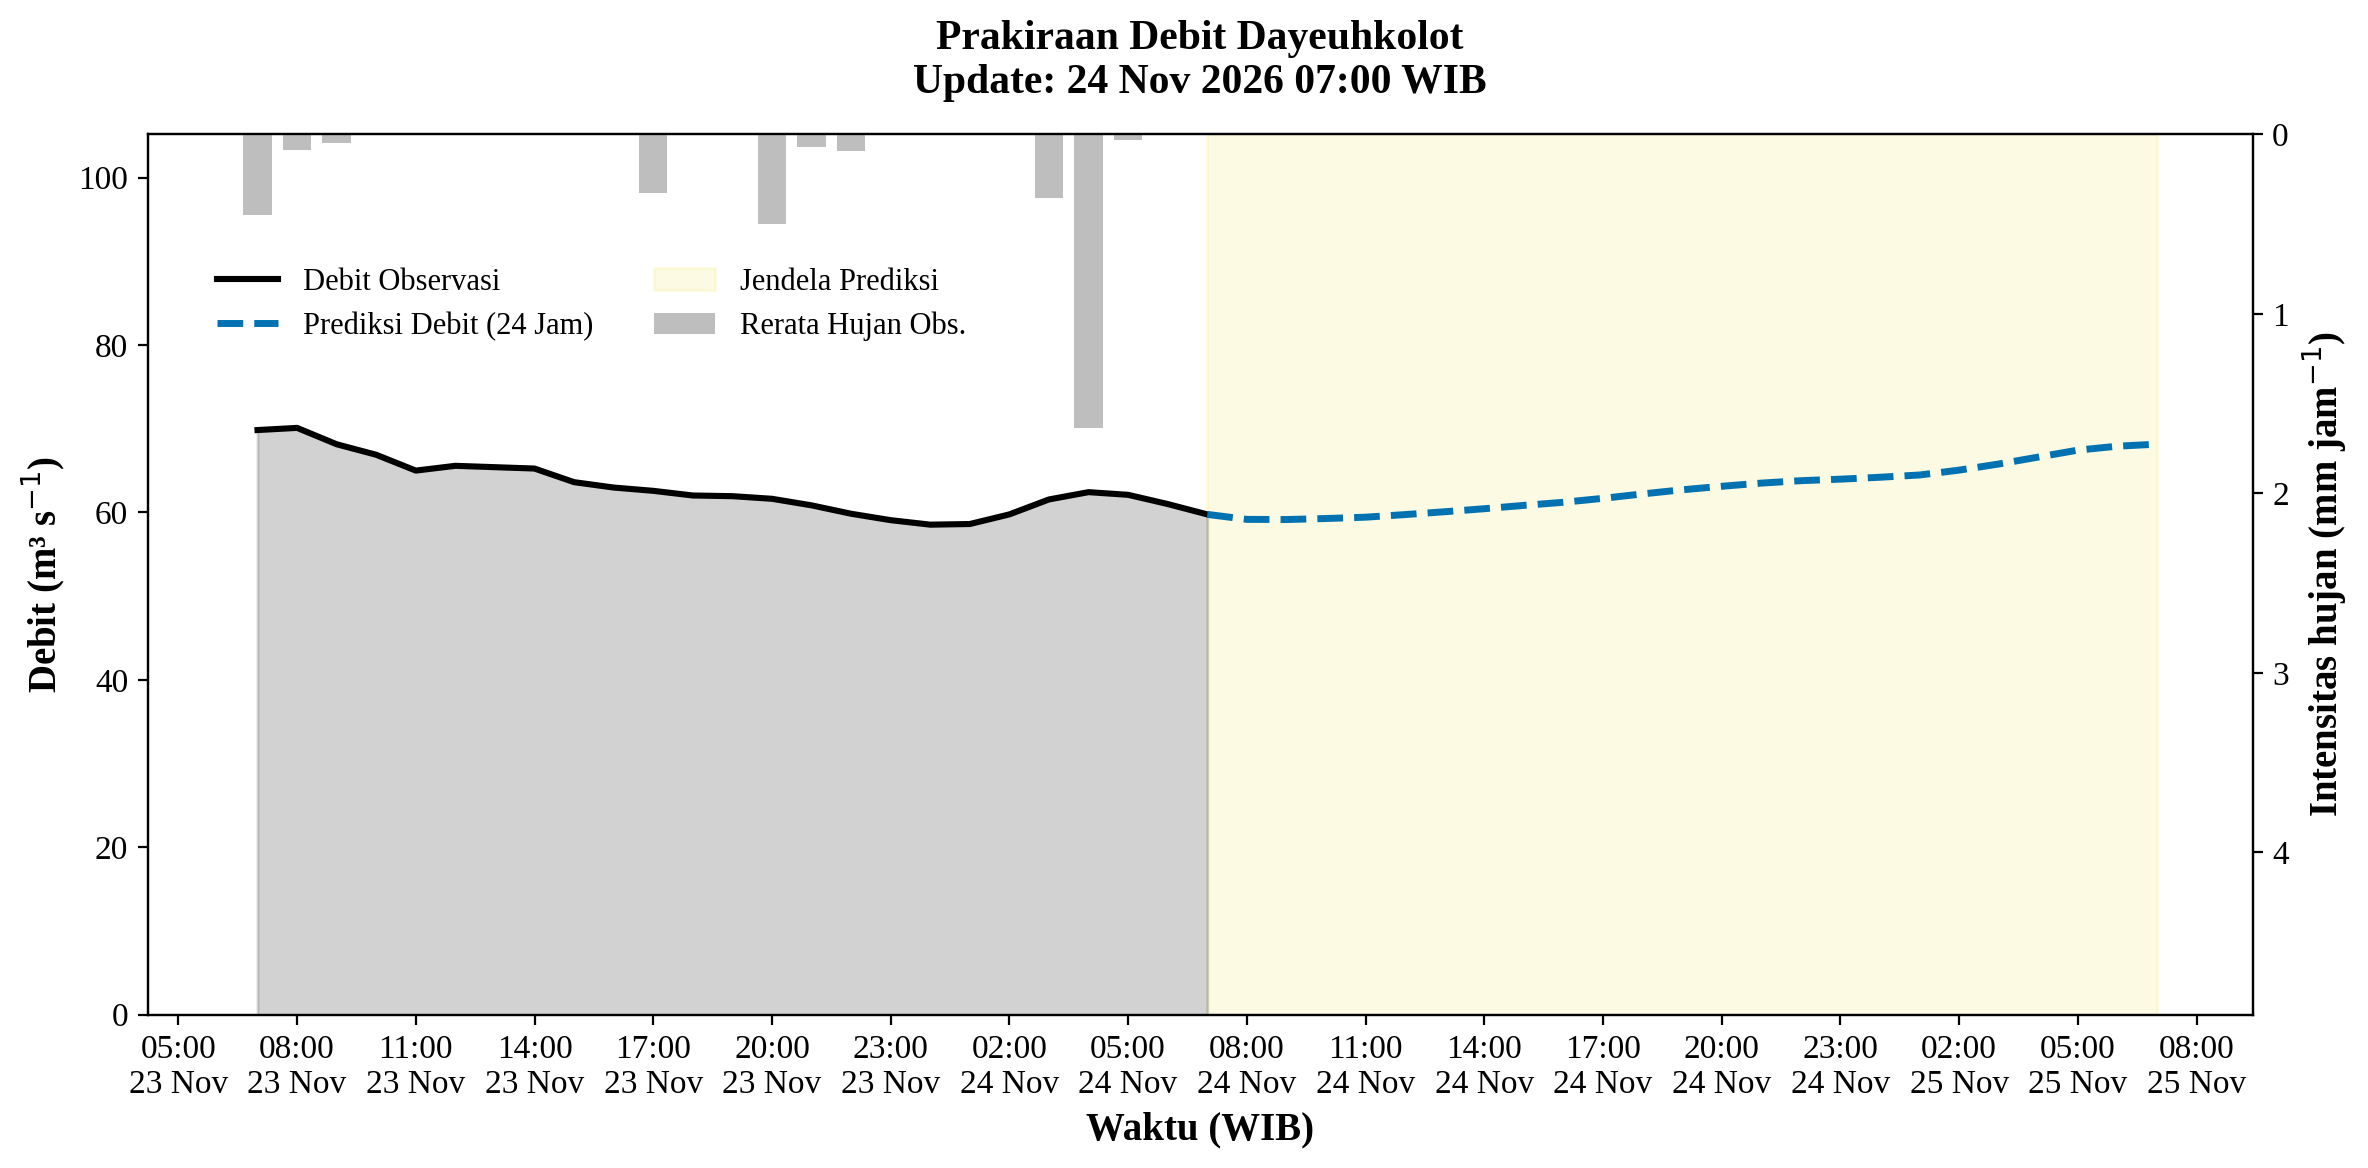 Prakiraan Debit Dayeuhkolot
Update: 24 Nov 2026 07:00 WIB
Debit (m³ s⁻¹)
100
80
60
40
20
0
Debit Observasi
Prediksi Debit (24 Jam)
Jendela Prediksi
Rerata Hujan Obs.
0
1
2
3
4
Intensitas hujan (mm jam⁻¹)
05:00 08:00 11:00 14:00 17:00 20:00 23:00 02:00 05:00 08:00 11:00 14:00 17:00 20:00 23:00 02:00 05:00 08:00
23 Nov 23 Nov 23 Nov 23 Nov 23 Nov 23 Nov 23 Nov 24 Nov 24 Nov 24 Nov 24 Nov 24 Nov 24 Nov 24 Nov 24 Nov 25 Nov 25 Nov 25 Nov
Waktu (WIB)